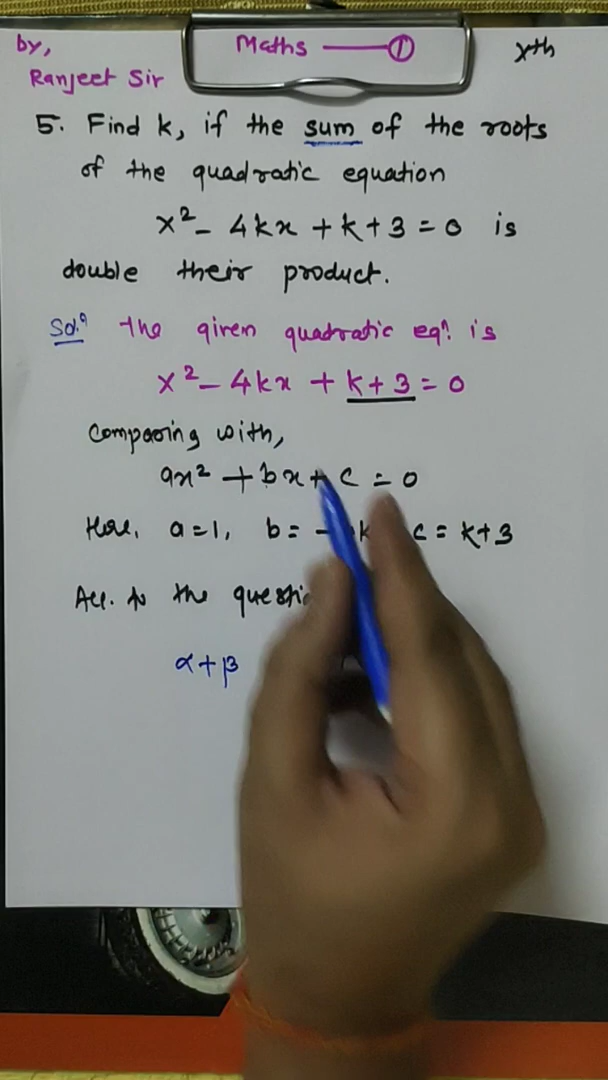 by,
Ranjeet Sir
Maths —— ①
Xth
5. Find k, if the sum of the roots
of the quadratic equation
x² - 4kx + k + 3 = 0 is
double their product.
Sol.ⁿ The given quadratic eqⁿ. is
x² - 4kx + k + 3 = 0
Comparing with,
ax² + bx + c = 0
Here, a = 1, b = - k c = k + 3
Acc. to the
α + β